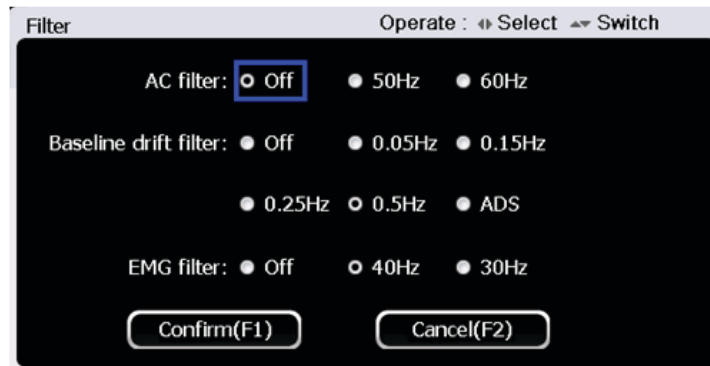 Filter Operate : Select Switch
AC filter: Off 50Hz 60Hz
Baseline drift filter: Off 0.05Hz 0.15Hz
0.25Hz 0.5Hz ADS
EMG filter: Off 40Hz 30Hz
Confirm(F1) Cancel(F2)